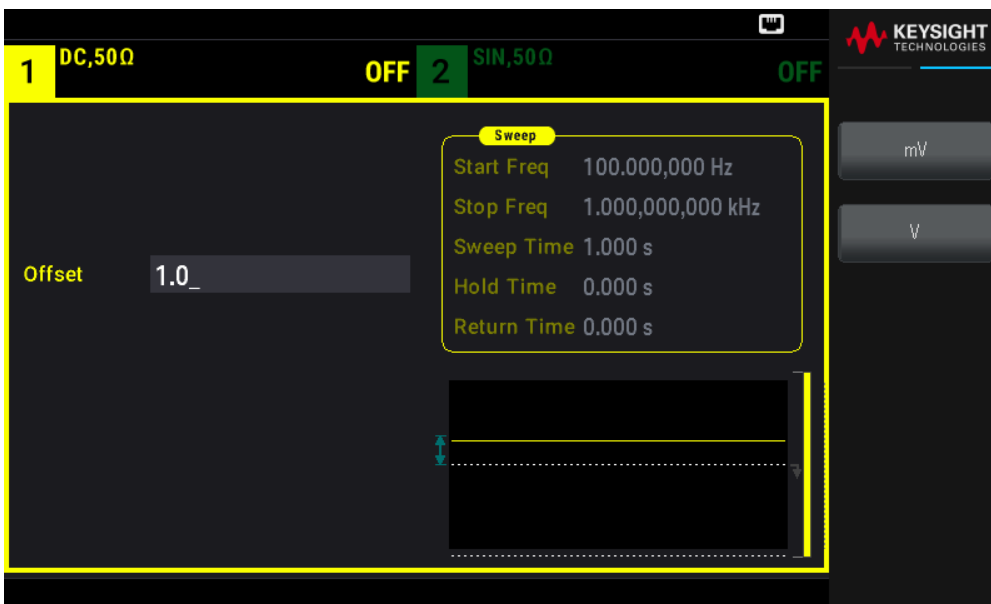 KEYSIGHT
TECHNOLOGIES
1 DC,50Ω OFF 2 SIN,50Ω OFF
Sweep
Start Freq 100.000,000 Hz
Stop Freq 1.000,000,000 kHz
Sweep Time 1.000 s
Offset 1.0_
Hold Time 0.000 s
Return Time 0.000 s
mV
V